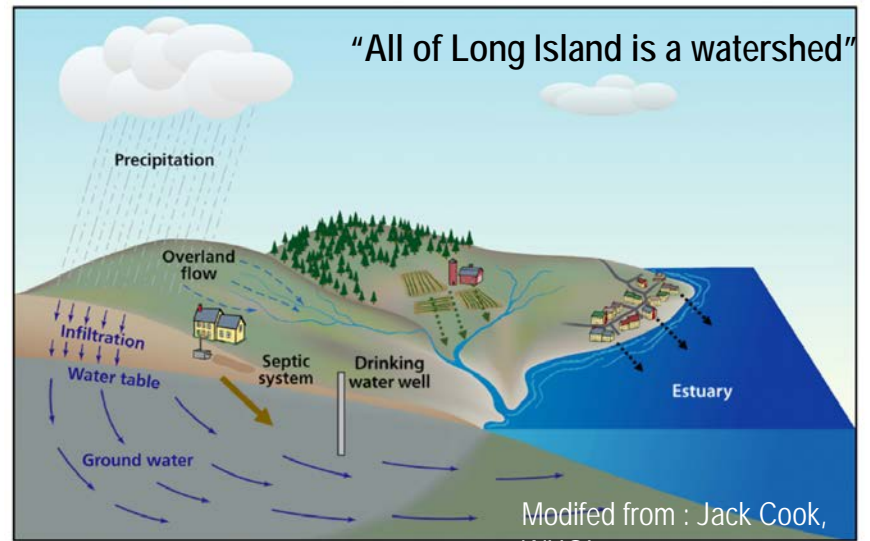 “All of Long Island is a watershed”
Precipitation
Overland
flow
Infiltration
Septic
system
Drinking
water well
Water table
Estuary
Ground water
Modifed from : Jack Cook,